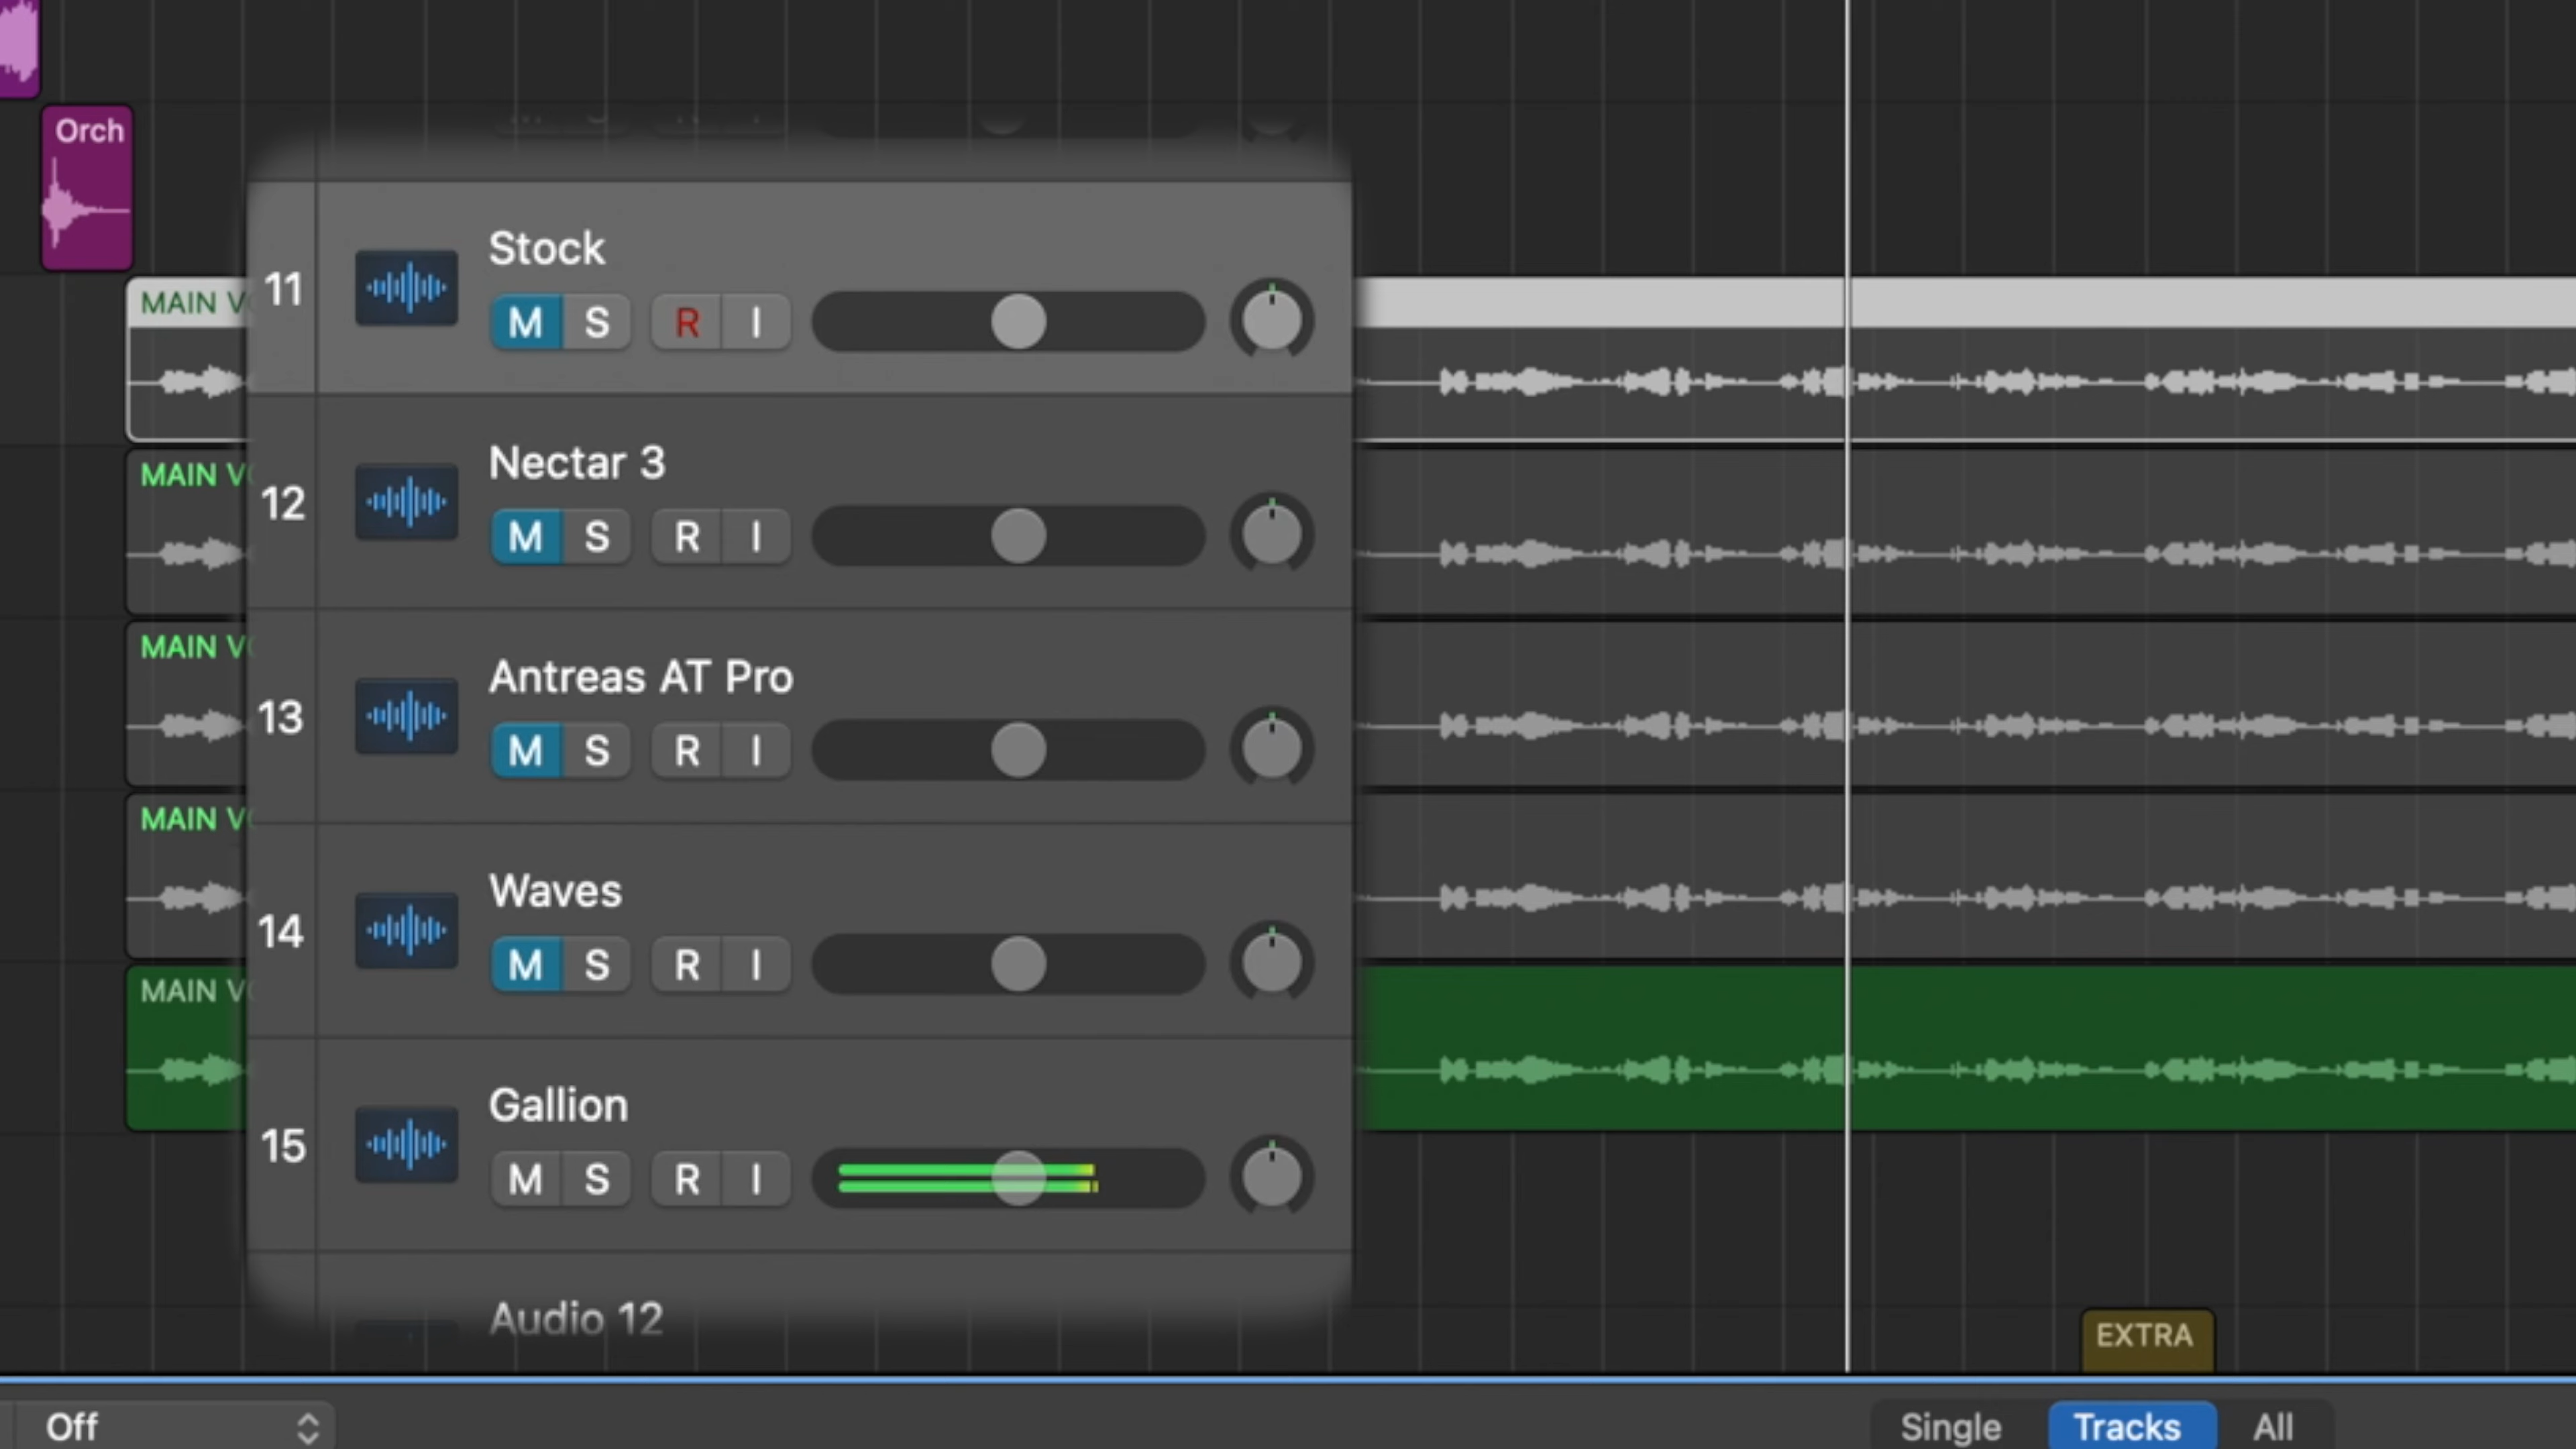 Orch
MAIN V
11
Stock
M S R I
MAIN V
12
Nectar 3
M S R I
MAIN V
13
Antreas AT Pro
M S R I
MAIN V
14
Waves
M S R I
MAIN V
15
Gallion
M S R I
Audio 12
EXTRA
Off
Single Tracks All